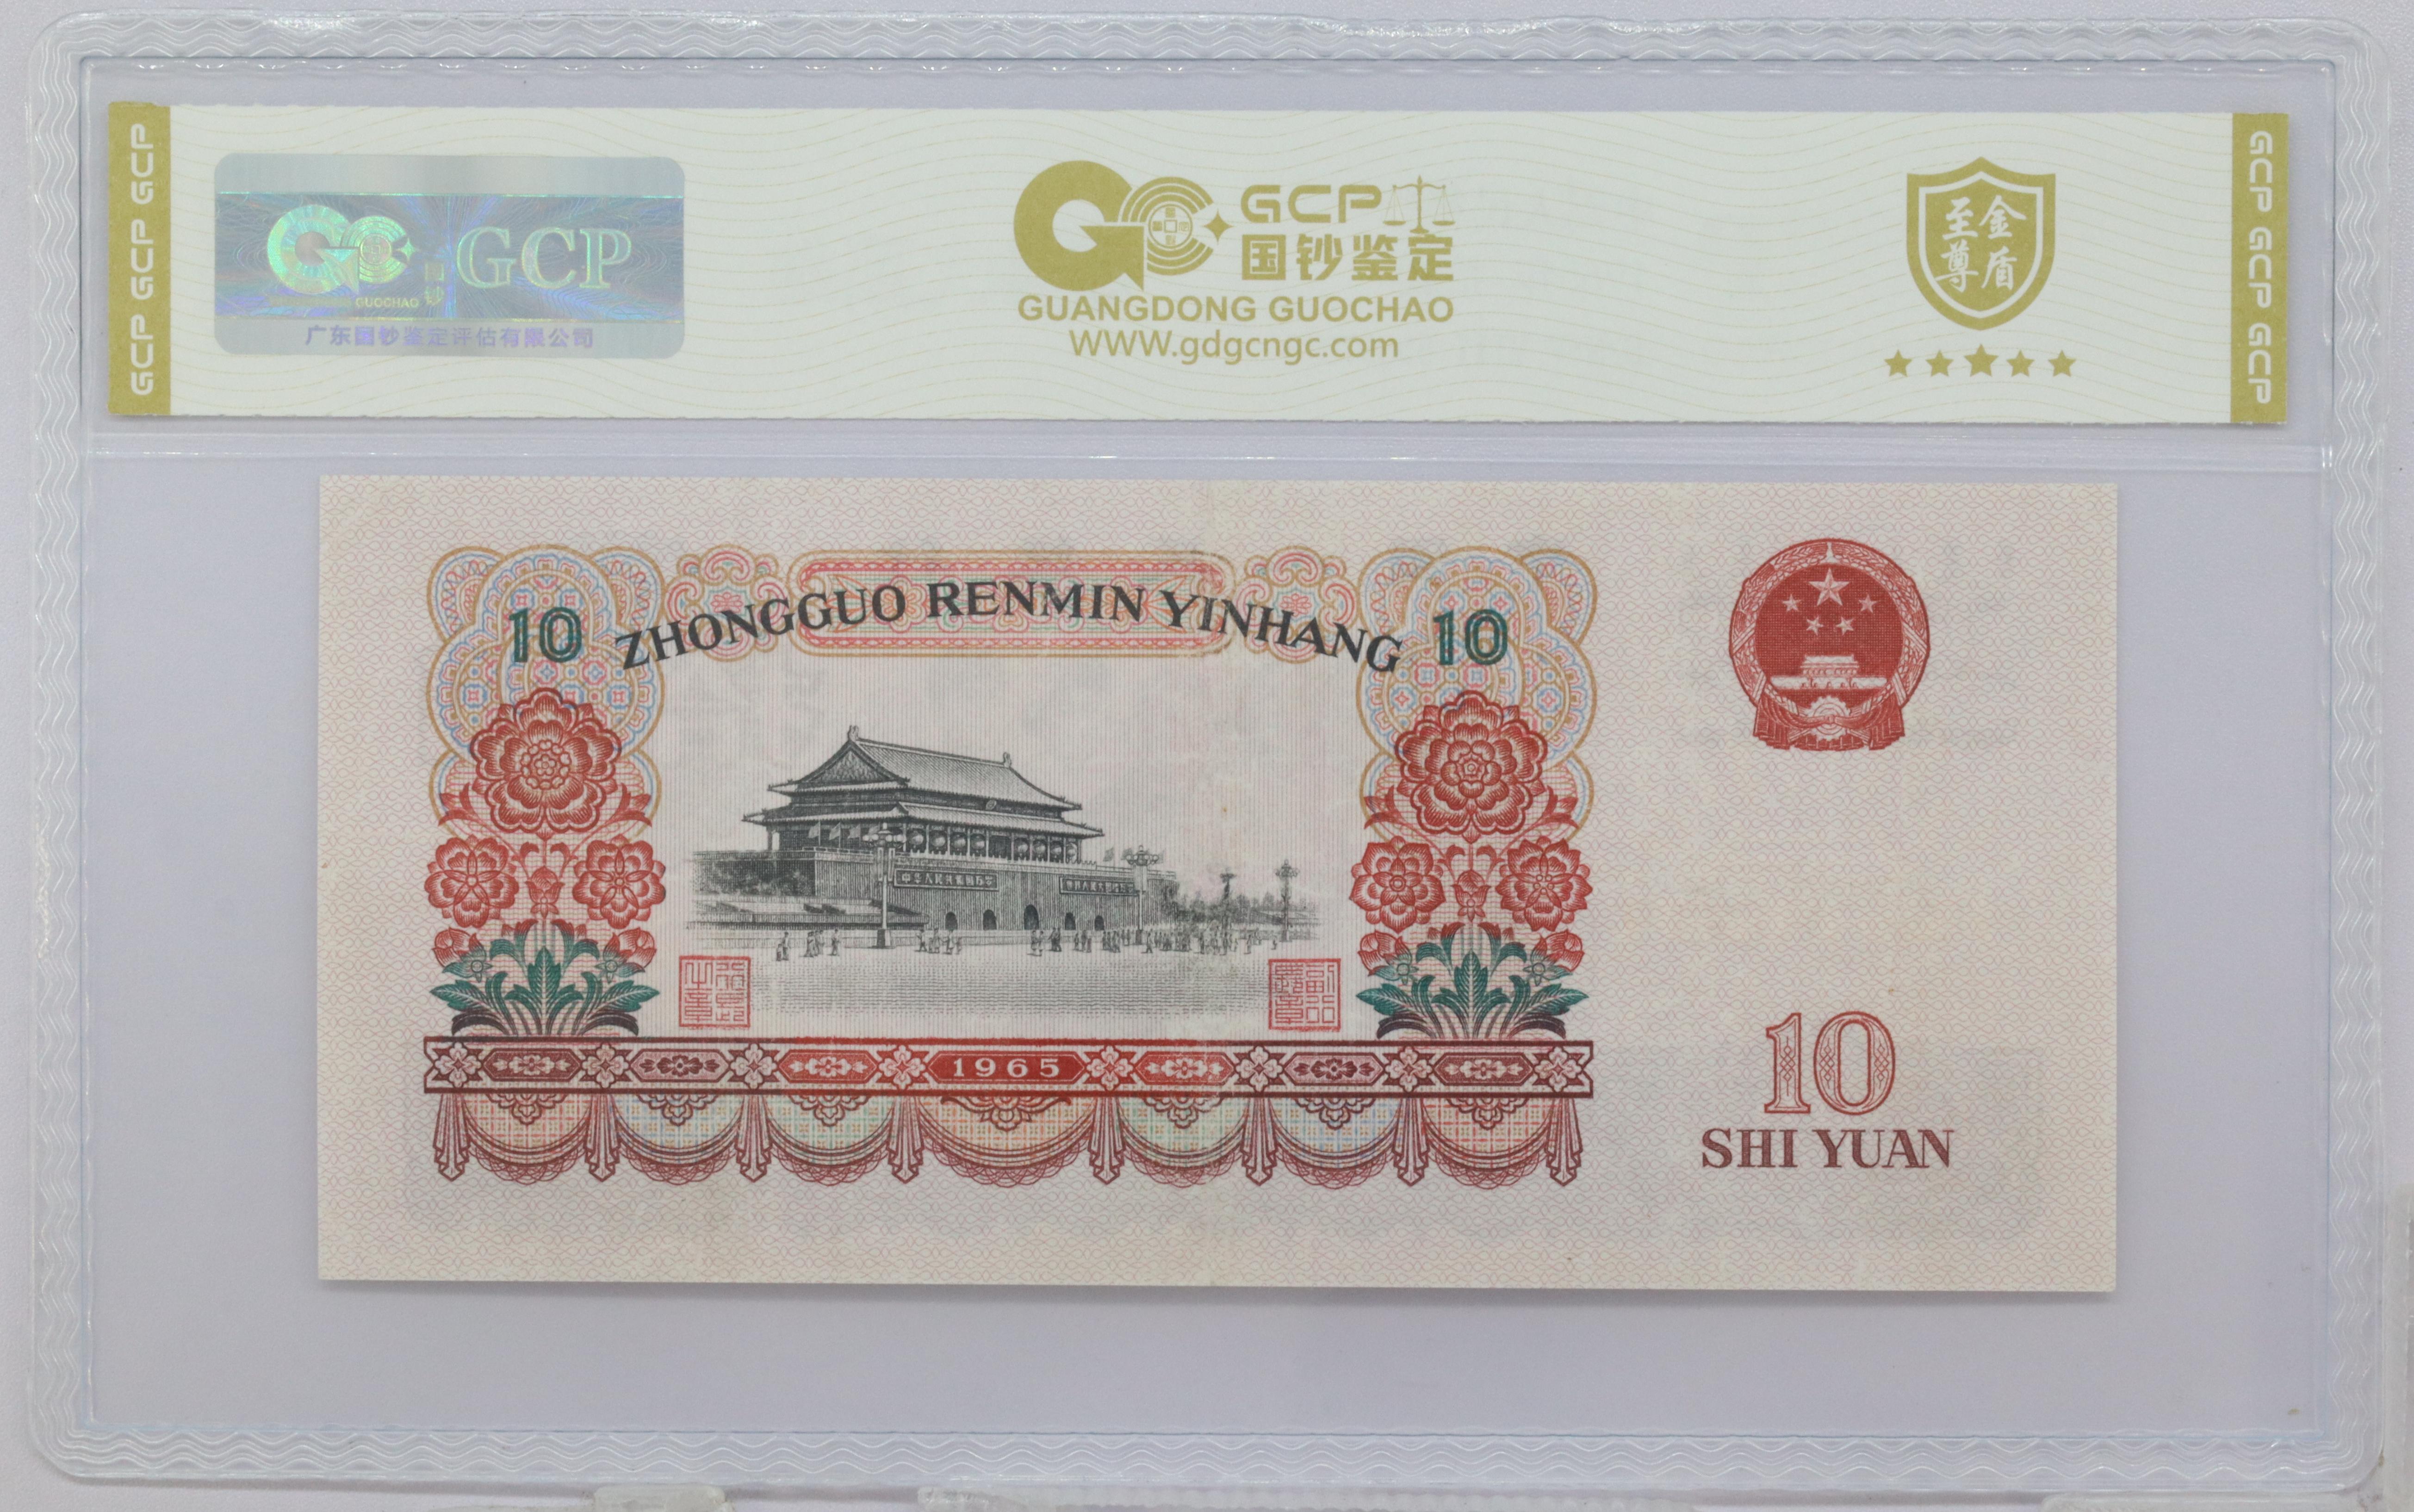 GCP GCP GCP
GCP
GUOCHAO
广东国钞鉴定评估有限公司
GCP
国钞鉴定
GUANGDONG GUOCHAO
WWW.gdgcngc.com
金盾
至尊
GCP GCP GCP
ZHONGGUO RENMIN YINHANG
10
10
1965
10
SHI YUAN